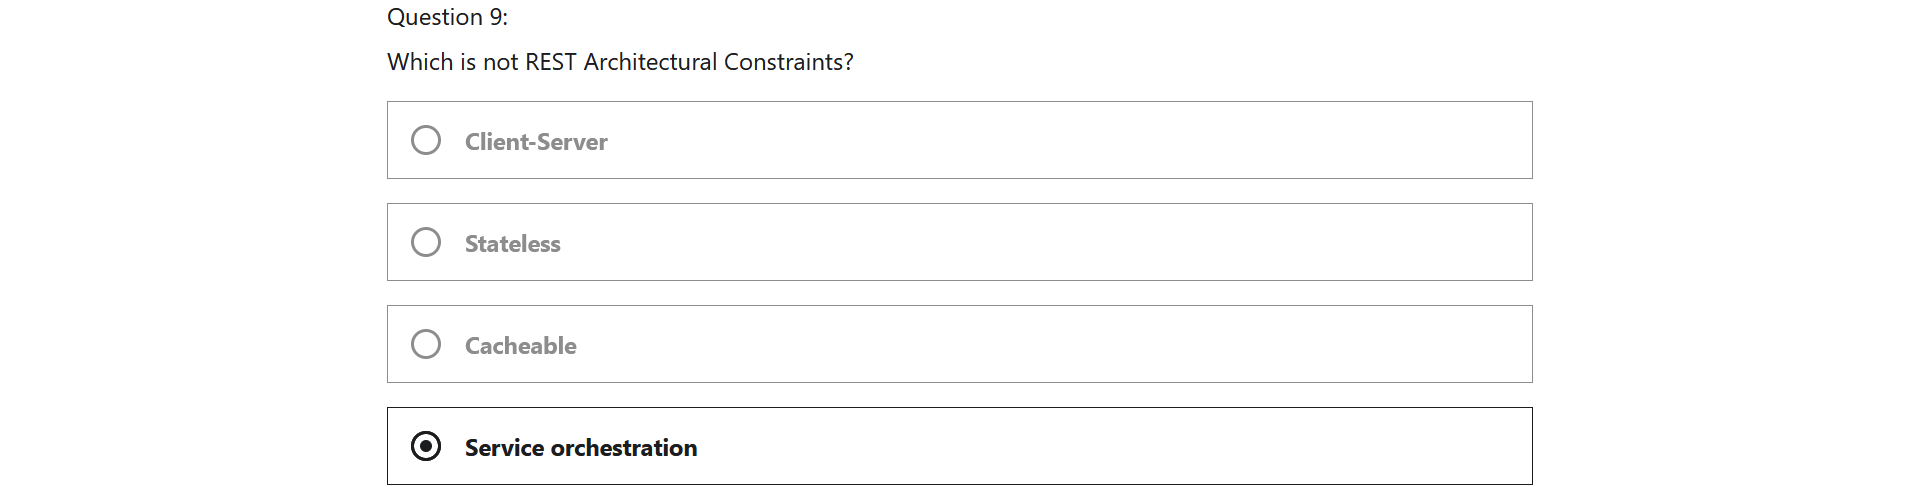 Question 9:
Which is not REST Architectural Constraints?
Client-Server
Stateless
Cacheable
Service orchestration